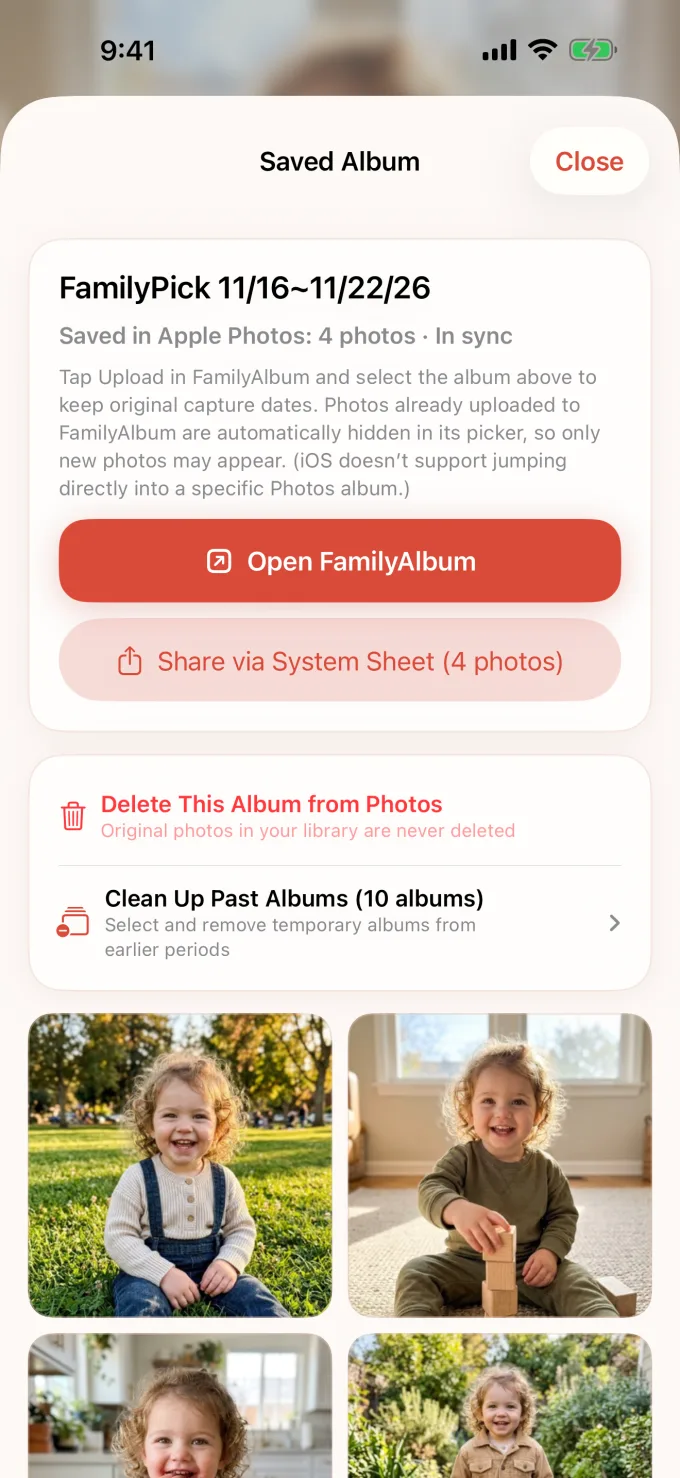 9:41
Saved Album
Close
FamilyPick 11/16~11/22/26
Saved in Apple Photos: 4 photos · In sync
Tap Upload in FamilyAlbum and select the album above to
keep original capture dates. Photos already uploaded to
FamilyAlbum are automatically hidden in its picker, so only
new photos may appear. (iOS doesn’t support jumping
directly into a specific Photos album.)
Open FamilyAlbum
Share via System Sheet (4 photos)
Delete This Album from Photos
Original photos in your library are never deleted
Clean Up Past Albums (10 albums)
Select and remove temporary albums from
earlier periods